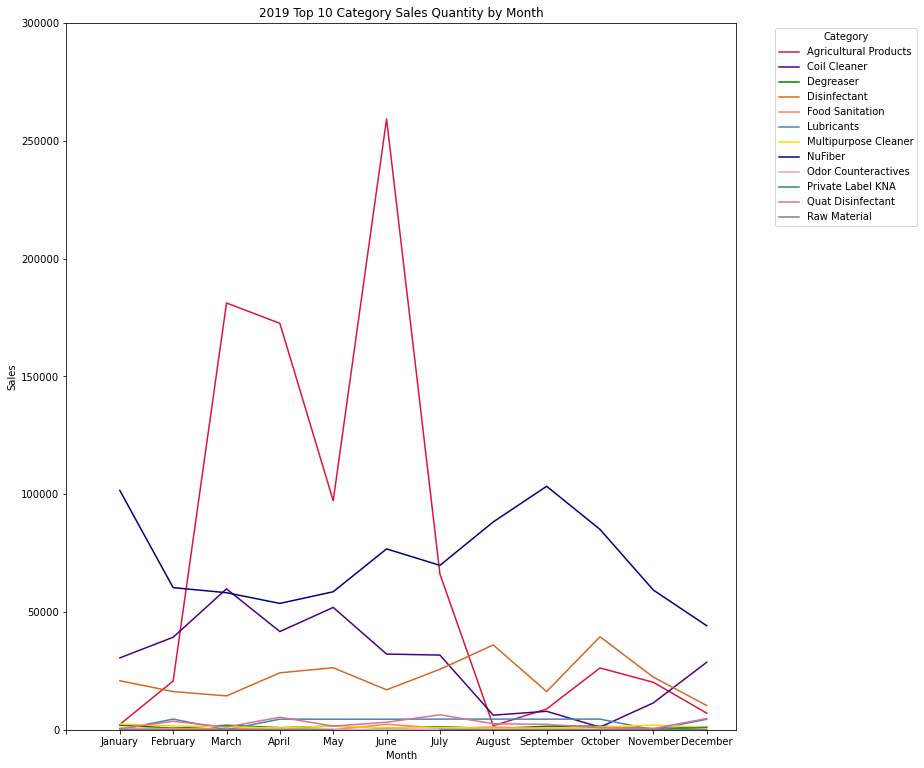 2019 Top 10 Category Sales Quantity by Month
300000
250000
200000
150000
100000
50000
0
Sales
January February March April May June July August September October November December
Month
Category
Agricultural Products
Coil Cleaner
Degreaser
Disinfectant
Food Sanitation
Lubricants
Multipurpose Cleaner
NuFiber
Odor Counteractives
Private Label KNA
Quat Disinfectant
Raw Material